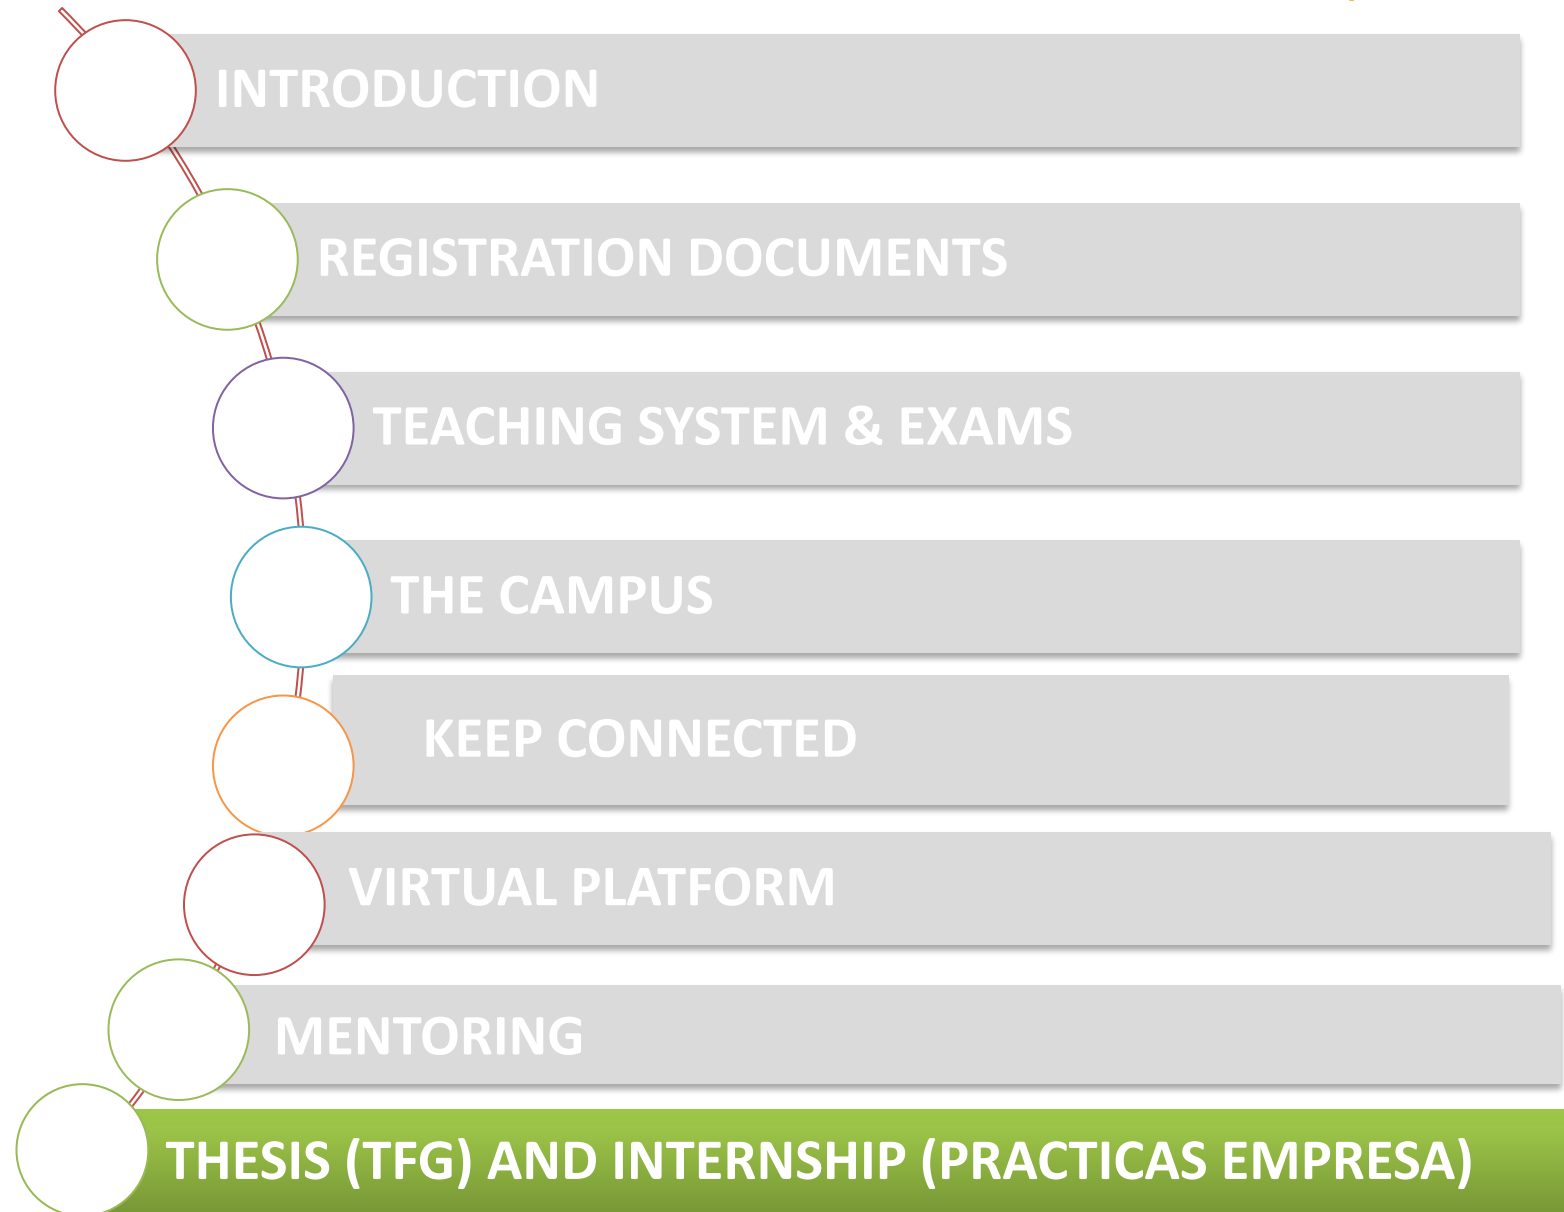 INTRODUCTION
REGISTRATION DOCUMENTS
TEACHING SYSTEM & EXAMS
THE CAMPUS
KEEP CONNECTED
VIRTUAL PLATFORM
MENTORING
THESIS (TFG) AND INTERNSHIP (PRACTICAS EMPRESA)